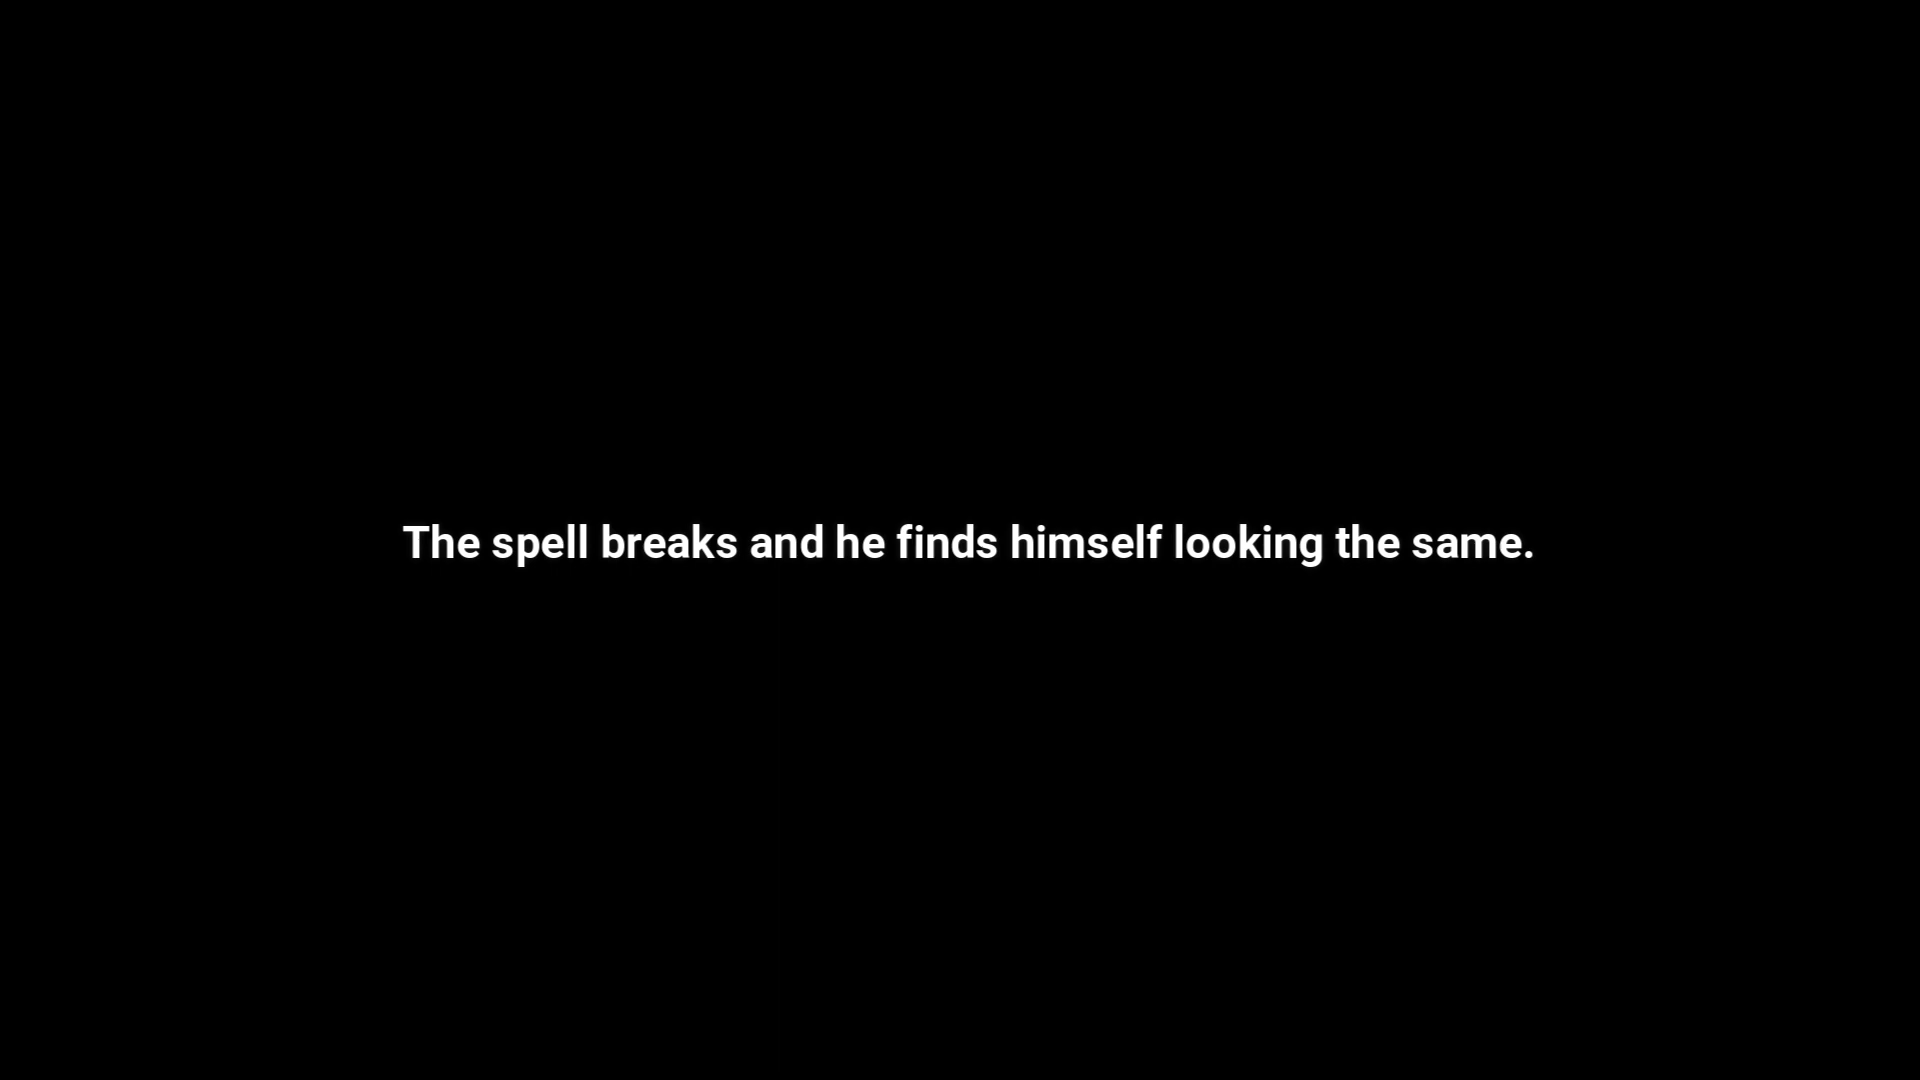 The spell breaks and he finds himself looking the same.